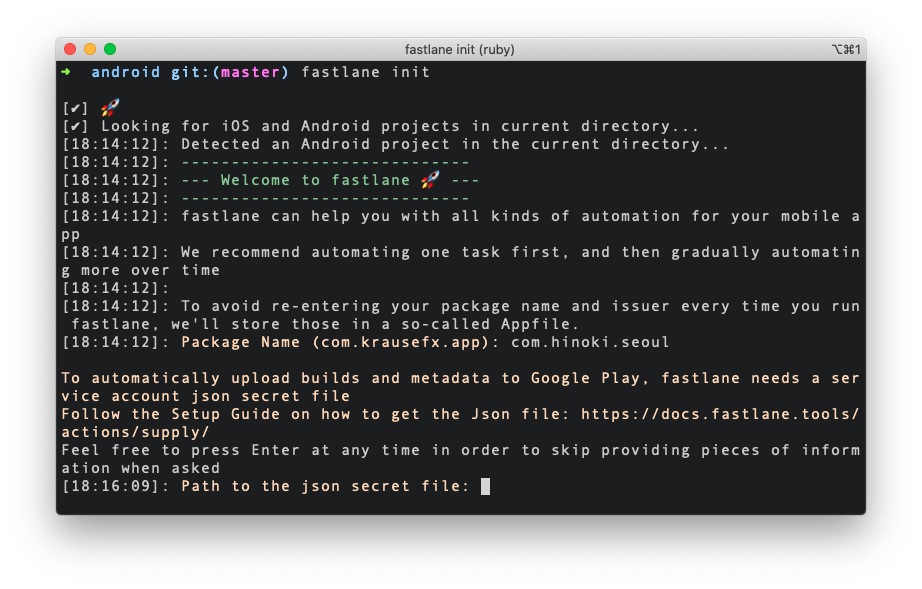 fastlane init (ruby)
⌥⌘1
➜  android git:(master) fastlane init
[✔] 🚀
[✔] Looking for iOS and Android projects in current directory...
[18:14:12]: Detected an Android project in the current directory...
[18:14:12]: -----------------------------
[18:14:12]: --- Welcome to fastlane 🚀 ---
[18:14:12]: -----------------------------
[18:14:12]: fastlane can help you with all kinds of automation for your mobile a
pp
[18:14:12]: We recommend automating one task first, and then gradually automatin
g more over time
[18:14:12]:
[18:14:12]: To avoid re-entering your package name and issuer every time you run
 fastlane, we'll store those in a so-called Appfile.
[18:14:12]: Package Name (com.krausefx.app): com.hinoki.seoul
To automatically upload builds and metadata to Google Play, fastlane needs a ser
vice account json secret file
Follow the Setup Guide on how to get the Json file: https://docs.fastlane.tools/
actions/supply/
Feel free to press Enter at any time in order to skip providing pieces of inform
ation when asked
[18:16:09]: Path to the json secret file: